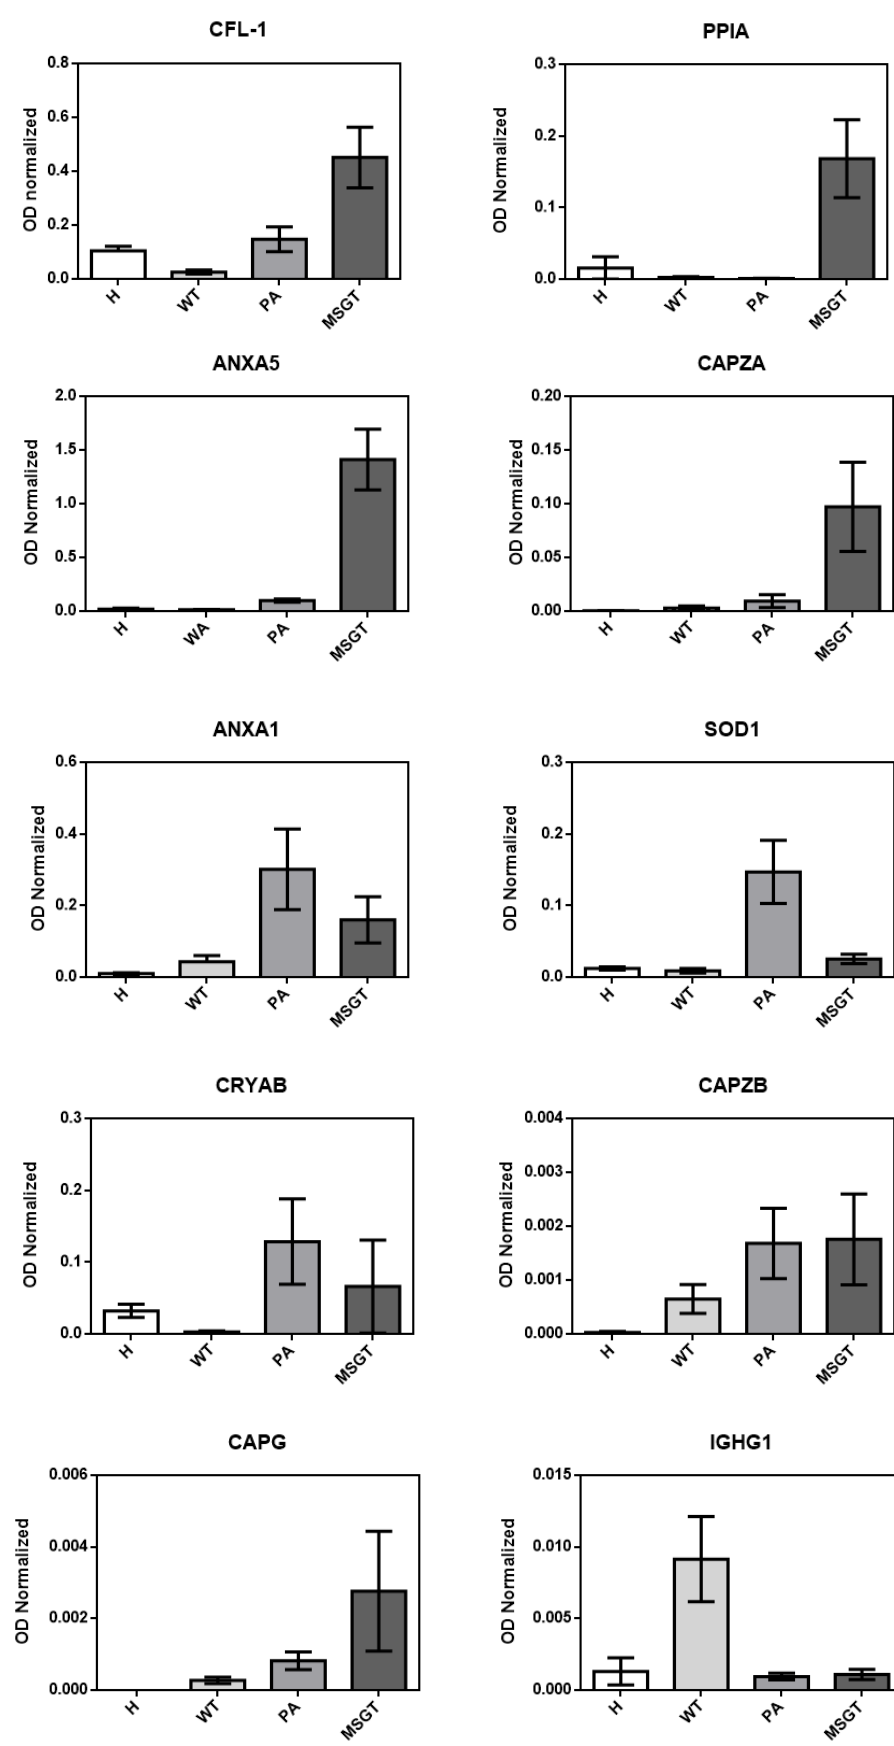 CFL-1
OD normalized
0.8
0.6
0.4
0.2
0.0
H
WT
PA
MSGT
PPIA
OD Normalized
0.3
0.2
0.1
0.0
H
WT
PA
MSGT
ANXA5
OD Normalized
2.0
1.5
1.0
0.5
0.0
H
WA
PA
MSGT
CAPZA
OD Normalized
0.20
0.15
0.10
0.05
0.00
H
WT
PA
MSGT
ANXA1
OD Normalized
0.6
0.4
0.2
0.0
H
WT
PA
MSGT
SOD1
OD Normalized
0.3
0.2
0.1
0.0
H
WT
PA
MSGT
CRYAB
OD Normalized
0.3
0.2
0.1
0.0
H
WT
PA
MSGT
CAPZB
OD Normalized
0.004
0.003
0.002
0.001
0.000
H
WT
PA
MSGT
CAPG
OD Normalized
0.006
0.004
0.002
0.000
H
WT
PA
MSGT
IGHG1
OD Normalized
0.015
0.010
0.005
0.000
H
WT
PA
MSGT